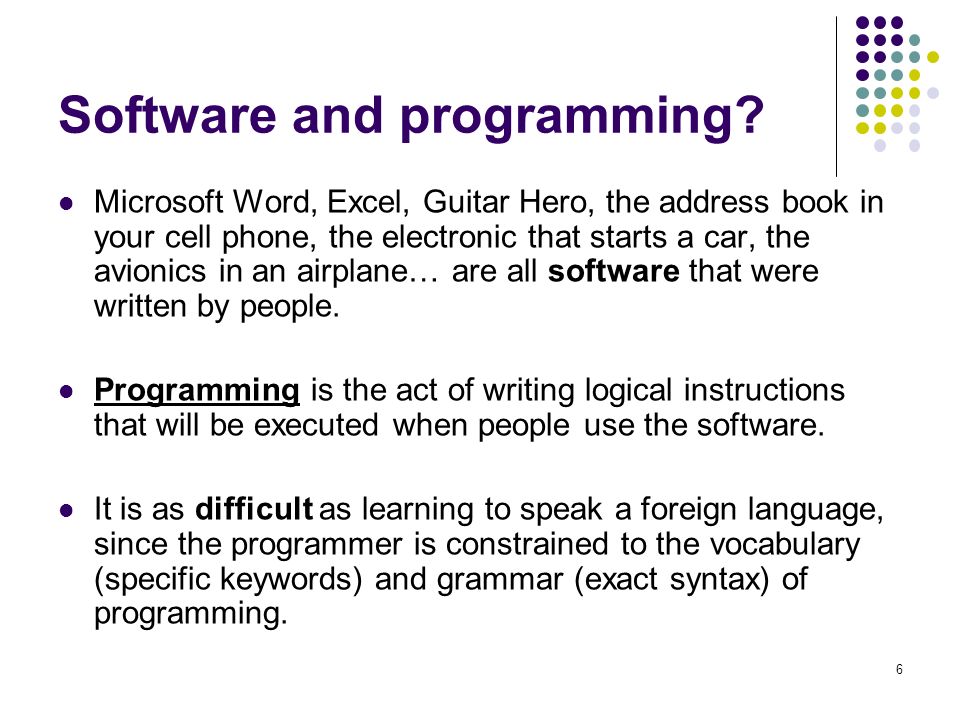 Software and programming?
● Microsoft Word, Excel, Guitar Hero, the address book in
your cell phone, the electronic that starts a car, the
avionics in an airplane… are all software that were
written by people.
● Programming is the act of writing logical instructions
that will be executed when people use the software.
● It is as difficult as learning to speak a foreign language,
since the programmer is constrained to the vocabulary
(specific keywords) and grammar (exact syntax) of
programming.
6